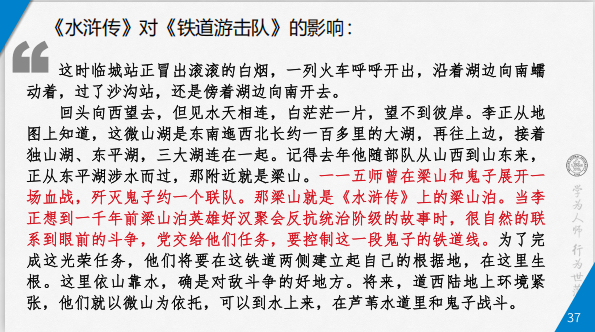 《水浒传》对《铁道游击队》的影响：
这时临城站正冒出滚滚的白烟，一列火车呼呼开出，沿着湖边向南蠕
动着，过了沙沟站，还是傍着湖边向南开去。
回头向西望去，但见水天相连，白茫茫一片，望不到彼岸。李正从地
图上知道，这微山湖是东南迤西北长约一百多里的大湖，再往上边，接着
独山湖、东平湖，三大湖连在一起。记得去年他随部队从山西到山东来，
正从东平湖涉水而过，那附近就是梁山。一一五师曾在梁山和鬼子展开一
场血战，歼灭鬼子约一个联队。那梁山就是《水浒传》上的梁山泊。当李
正想到一千年前梁山泊英雄好汉聚会反抗统治阶级的故事时，很自然的联
系到眼前的斗争，党交给他们任务，要控制这一段鬼子的铁道线。为了完
成这光荣任务，他们将要在这铁道两侧建立起自己的根据地，在这里生
根。这里依山靠水，确是对敌斗争的好地方。将来，道西陆地上环境紧
张，他们就以微山为依托，可以到水上来，在芦苇水道里和鬼子战斗。
学为人师 行为世
37